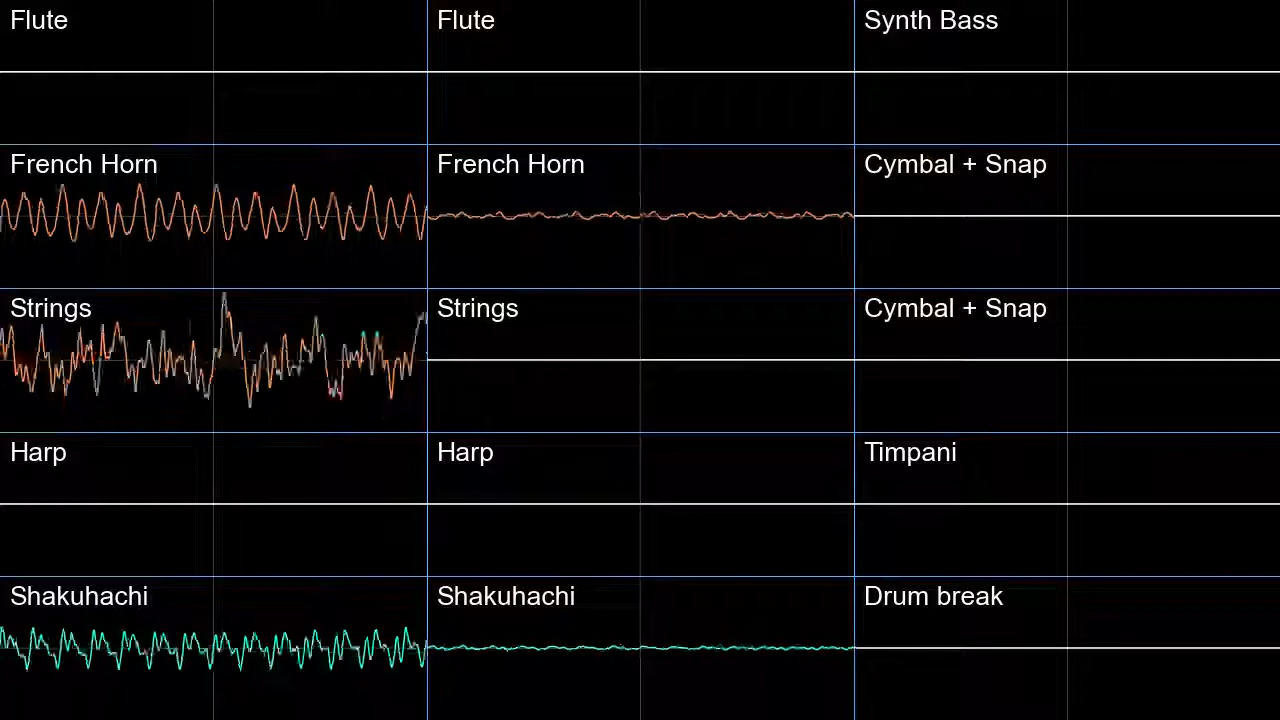 Flute
Flute
Synth Bass
French Horn
French Horn
Cymbal + Snap
Strings
Strings
Cymbal + Snap
Harp
Harp
Timpani
Shakuhachi
Shakuhachi
Drum break